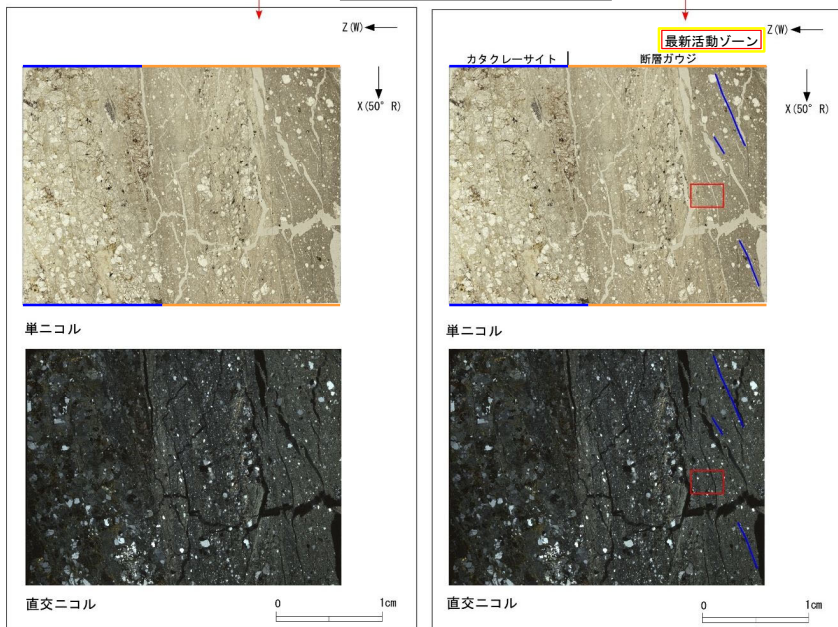 Z(W)
X(50° R)
単ニコル
直交ニコル
0 1cm
最新活動ゾーン
Z(W)
カタクレーサイト 断層ガウジ
X(50° R)
単ニコル
直交ニコル
0 1cm